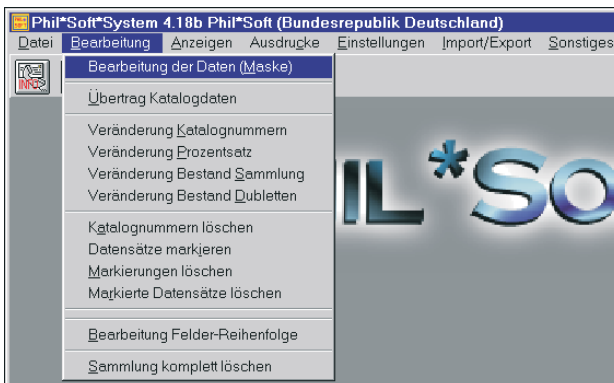 Phil*Soft*System 4.18b Phil*Soft (Bundesrepublik Deutschland)
Datei Bearbeitung Anzeigen Ausdrucke Einstellungen Import/Export Sonstiges
INFO
Bearbeitung der Daten (Maske)
Übertrag Katalogdaten
Veränderung Katalognummern
Veränderung Prozentsatz
Veränderung Bestand Sammlung
Veränderung Bestand Dubletten
Katalognummern löschen
Datensätze markieren
Markierungen löschen
Markierte Datensätze löschen
Bearbeitung Felder-Reihenfolge
Sammlung komplett löschen
IL*SO